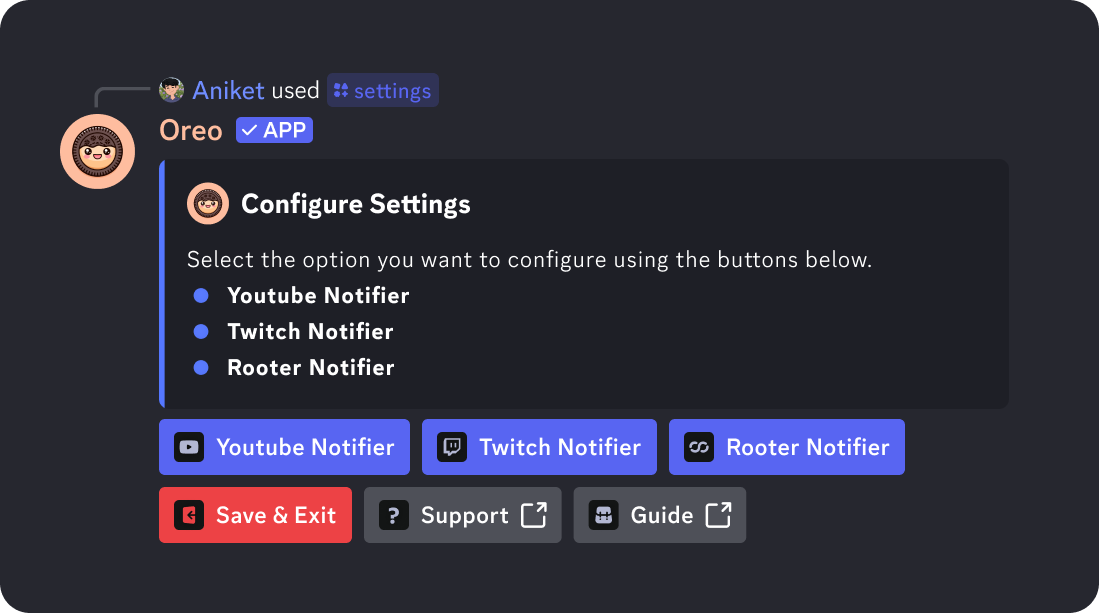 Aniket used settings
Oreo APP
Configure Settings
Select the option you want to configure using the buttons below.
Youtube Notifier
Twitch Notifier
Rooter Notifier
Youtube Notifier Twitch Notifier Rooter Notifier
Save & Exit ? Support Guide